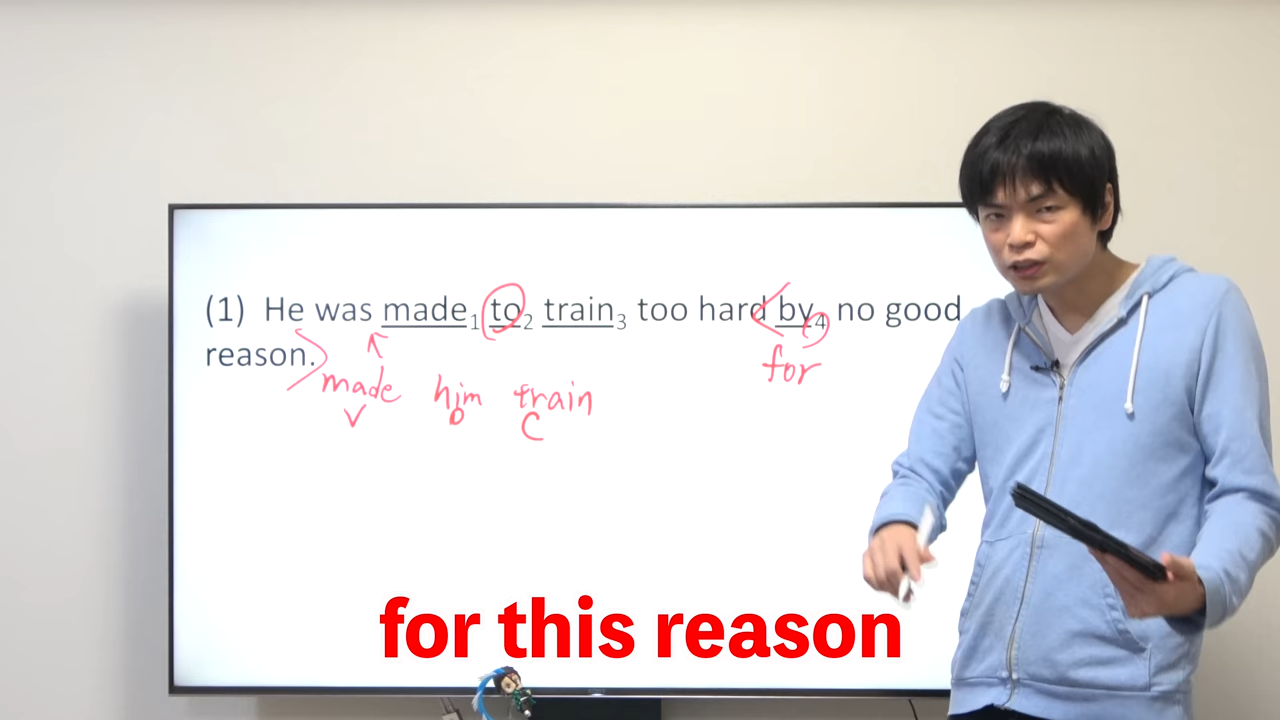 (1) He was made1 to2 train3 too hard by4 no good
reason.
made him train
V O C
for
for this reason